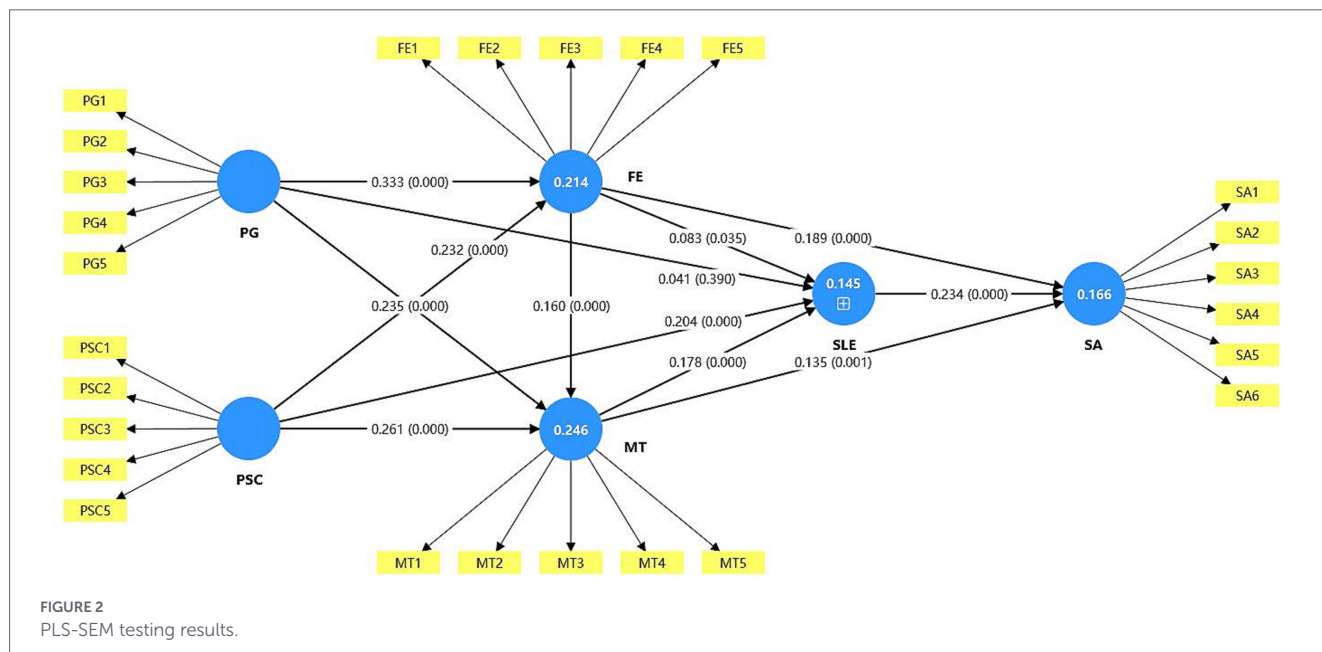 FE1 FE2 FE3 FE4 FE5
PG1
PG2
PG3
PG4
PG5
PG
0.333 (0.000)
0.214
FE
0.232 (0.000)
0.083 (0.035)
0.189 (0.000)
0.041 (0.390)
0.235 (0.000)
0.160 (0.000)
0.204 (0.000)
0.145
SLE
0.234 (0.000)
0.166
SA
SA1
SA2
SA3
SA4
SA5
SA6
0.178 (0.000)
0.135 (0.001)
PSC1
PSC2
PSC3
PSC4
PSC5
PSC
0.261 (0.000)
0.246
MT
MT1 MT2 MT3 MT4 MT5
FIGURE 2
PLS-SEM testing results.